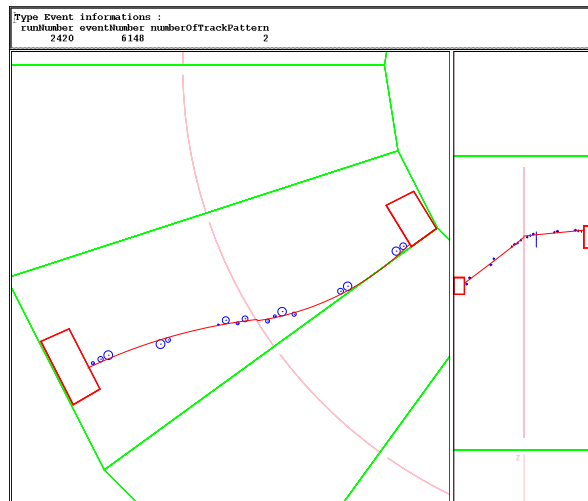 Type Event informations :
runNumber eventNumber numberOfTrackPattern
2420 6148 2
z